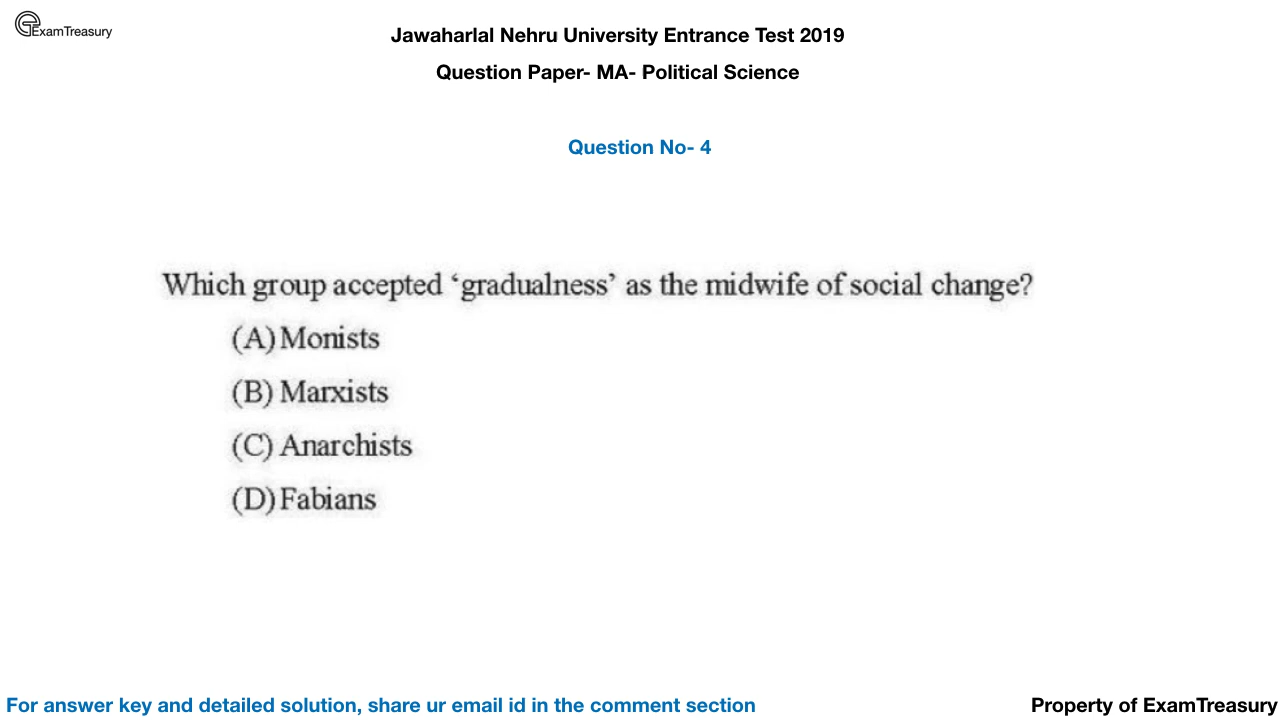 ExamTreasury
Jawaharlal Nehru University Entrance Test 2019
Question Paper- MA- Political Science
Question No- 4
Which group accepted ‘gradualness’ as the midwife of social change?
(A) Monists
(B) Marxists
(C) Anarchists
(D) Fabians
For answer key and detailed solution, share ur email id in the comment section
Property of ExamTreasury